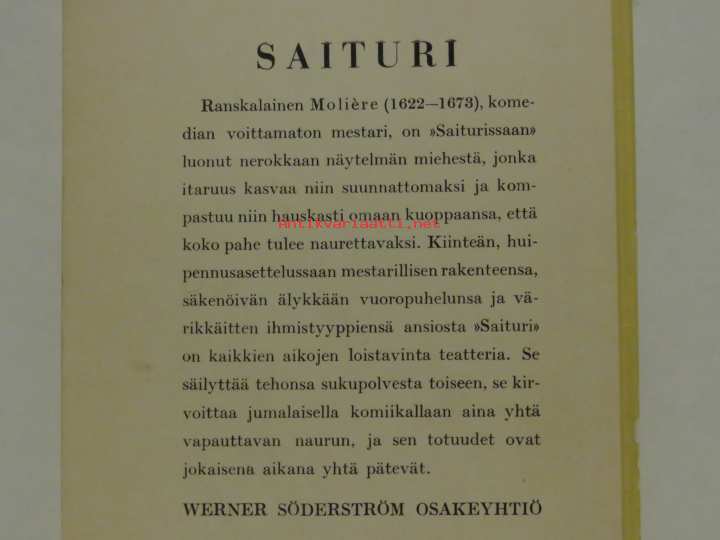 SAITURI
Ranskalainen Molière (1622—1673), kome-
dian voittamaton mestari, on »Saiturissaan»
luonut nerokkaan näytelmän miehestä, jonka
itaruus kasvaa niin suunnattomaksi ja kom-
pastuu niin hauskasti omaan kuoppaansa, että
Antikvariaatti.net
koko pahe tulee naurettavaksi. Kiinteän, hui-
pennusasettelussaan mestarillisen rakenteensa,
säkenöivän älykkään vuoropuhelunsa ja vä-
rikkäitten ihmistyyppiensä ansiosta »Saituri»
on kaikkien aikojen loistavinta teatteria. Se
säilyttää tehonsa sukupolvesta toiseen, se kir-
voittaa jumalaisella komiikallaan aina yhtä
vapauttavan naurun, ja sen totuudet ovat
jokaisena aikana yhtä pätevät.
WERNER SÖDERSTRÖM OSAKEYHTIÖ